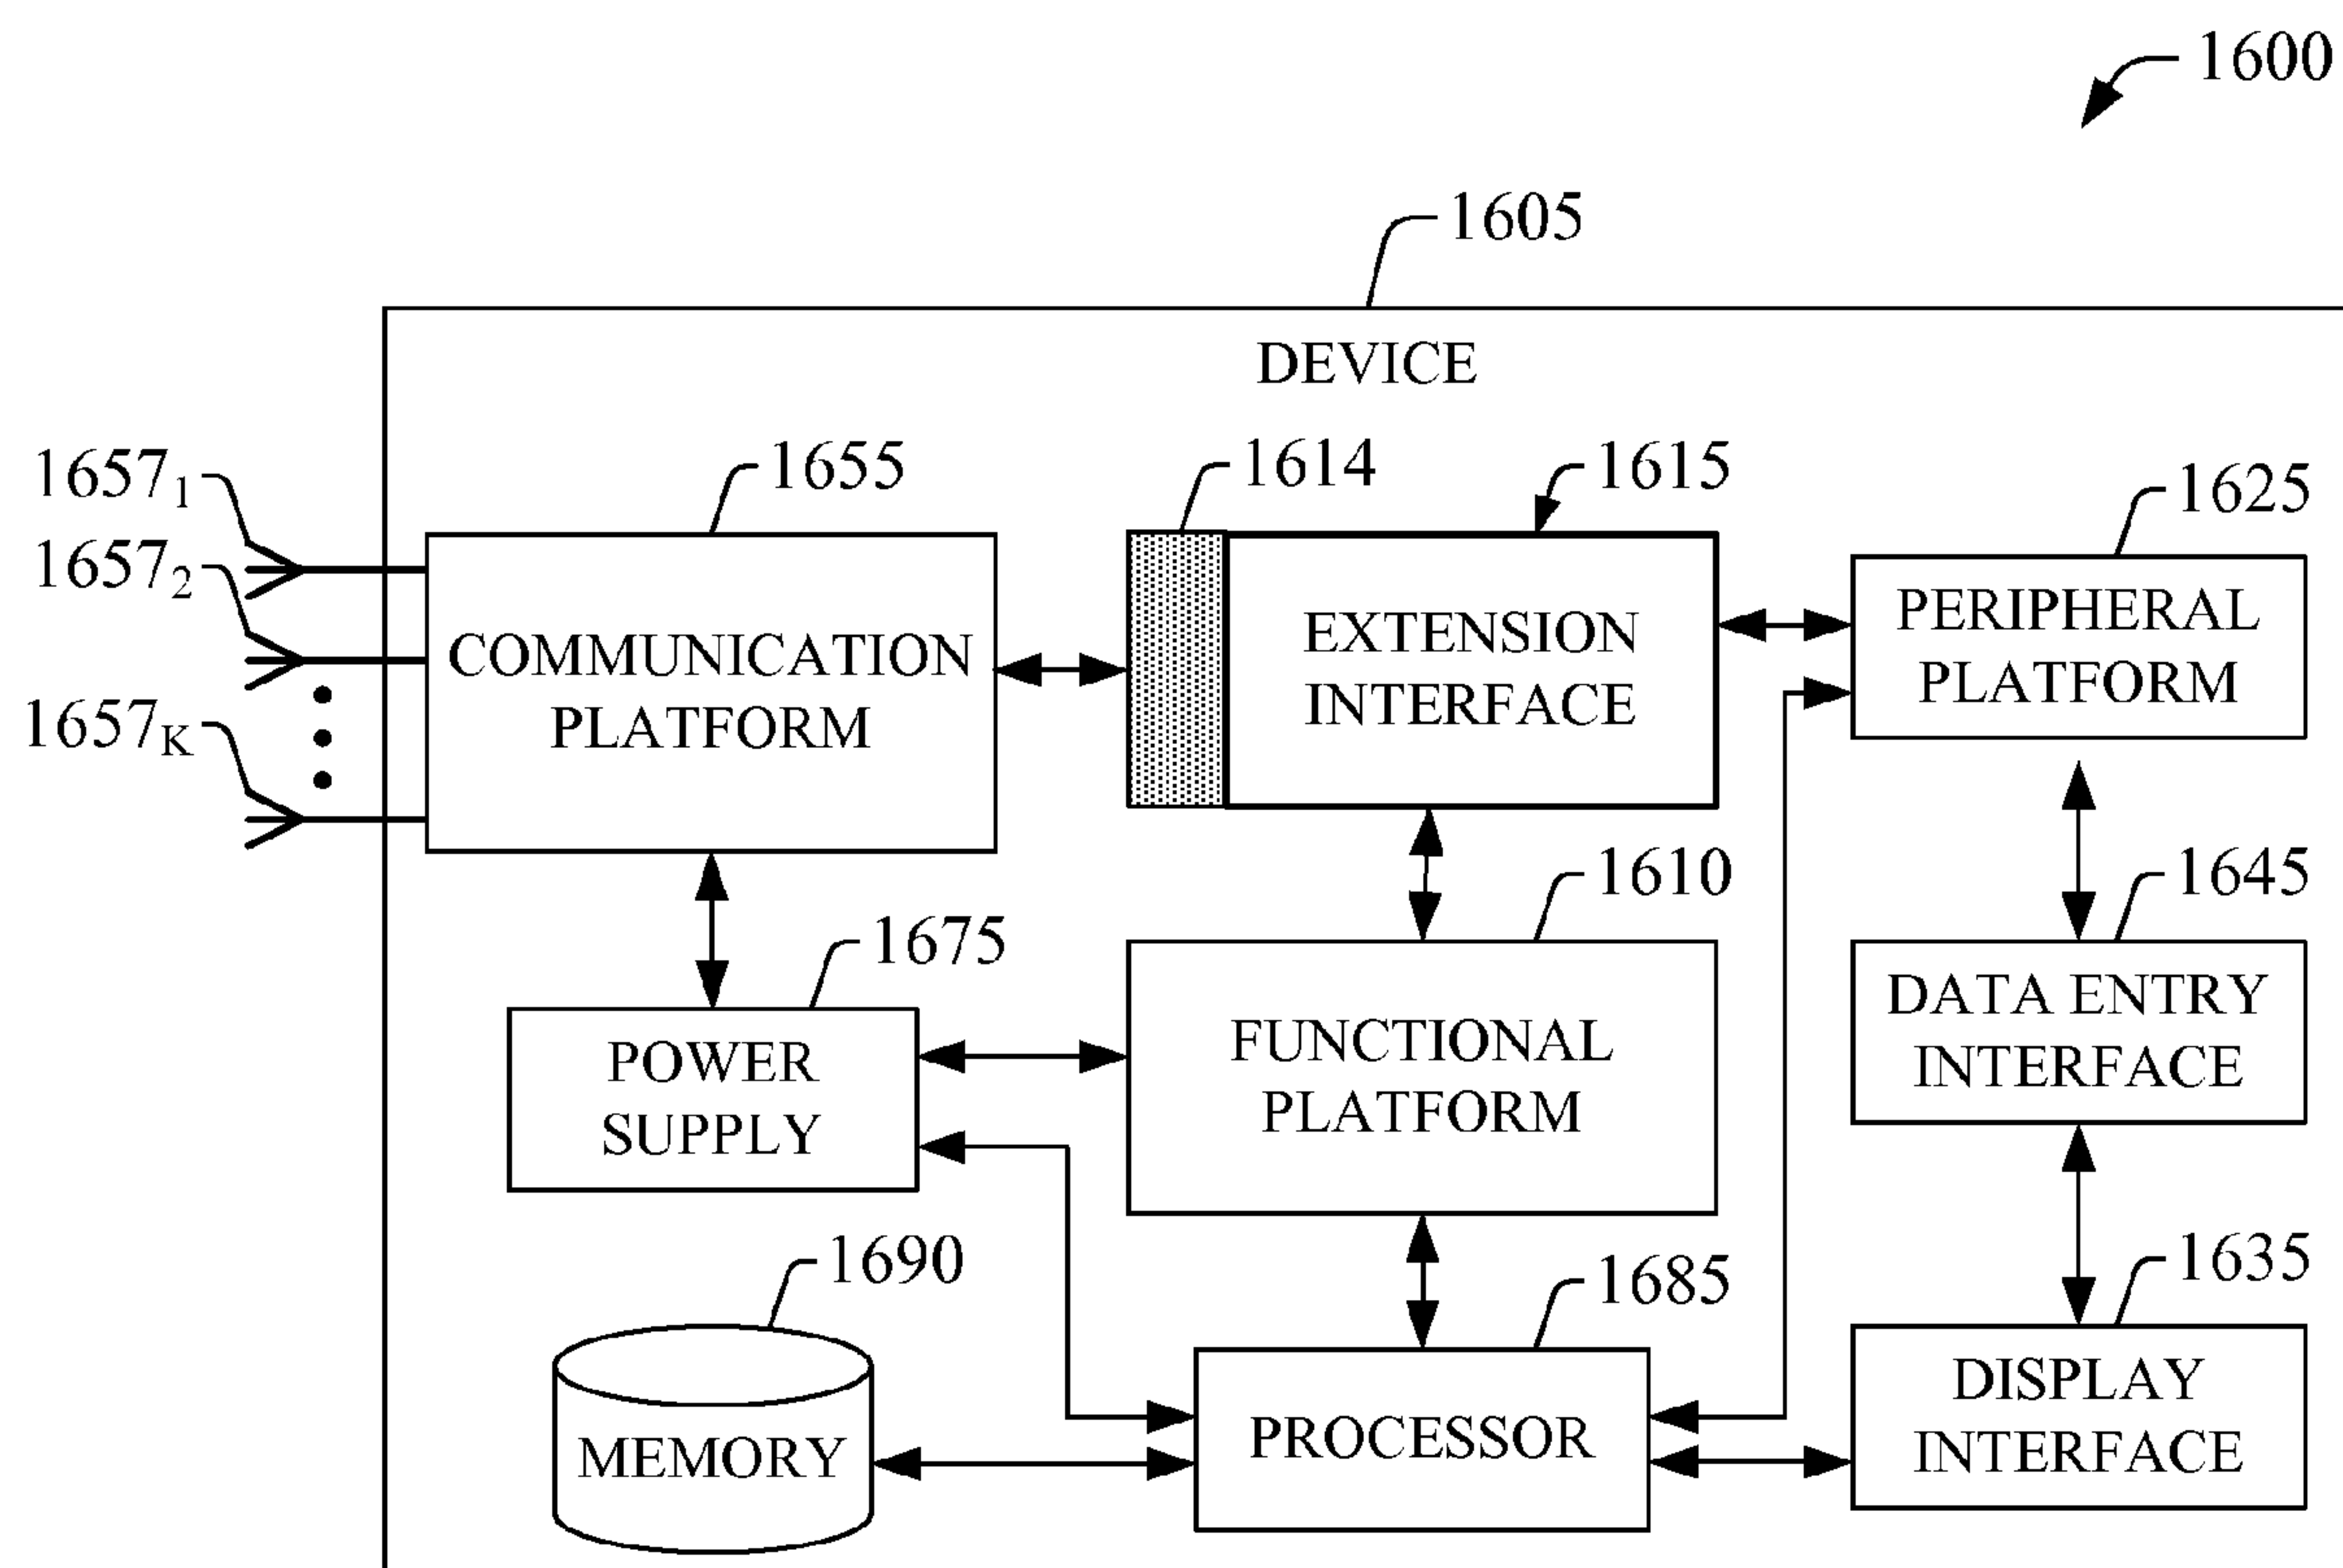 1600
1605
DEVICE
1657₁
1655
1614
1615
1625
1657₂
COMMUNICATION
PLATFORM
EXTENSION
INTERFACE
PERIPHERAL
PLATFORM
1657K
1675
1610
1645
POWER
SUPPLY
FUNCTIONAL
PLATFORM
DATA ENTRY
INTERFACE
1690
1685
1635
MEMORY
PROCESSOR
DISPLAY
INTERFACE